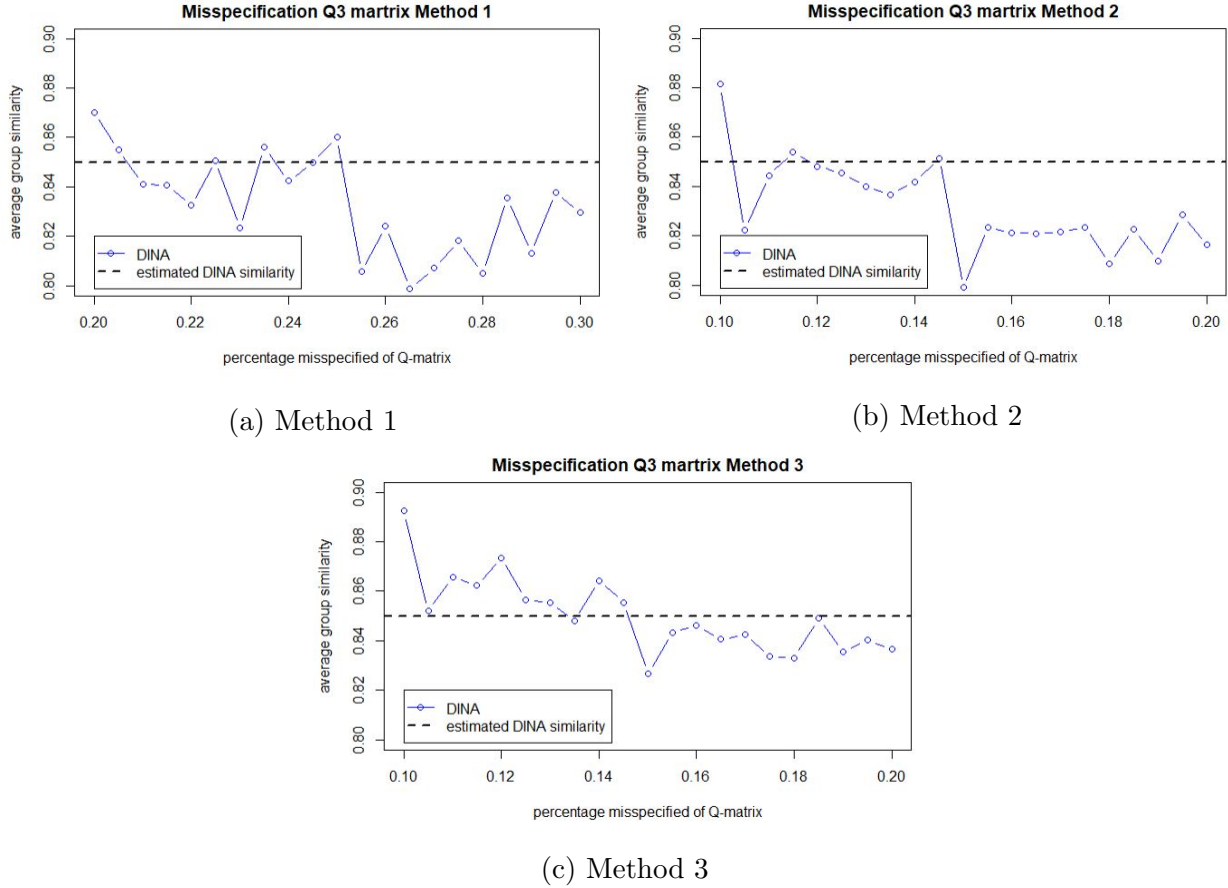 Misspecification Q3 martrix Method 1
average group similarity
0.90
0.88
0.86
0.84
0.82
0.80
DINA
estimated DINA similarity
0.20 0.22 0.24 0.26 0.28 0.30
percentage misspecified of Q-matrix
(a) Method 1
Misspecification Q3 martrix Method 2
average group similarity
0.90
0.88
0.86
0.84
0.82
0.80
DINA
estimated DINA similarity
0.10 0.12 0.14 0.16 0.18 0.20
percentage misspecified of Q-matrix
(b) Method 2
Misspecification Q3 martrix Method 3
average group similarity
0.90
0.88
0.86
0.84
0.82
0.80
DINA
estimated DINA similarity
0.10 0.12 0.14 0.16 0.18 0.20
percentage misspecified of Q-matrix
(c) Method 3